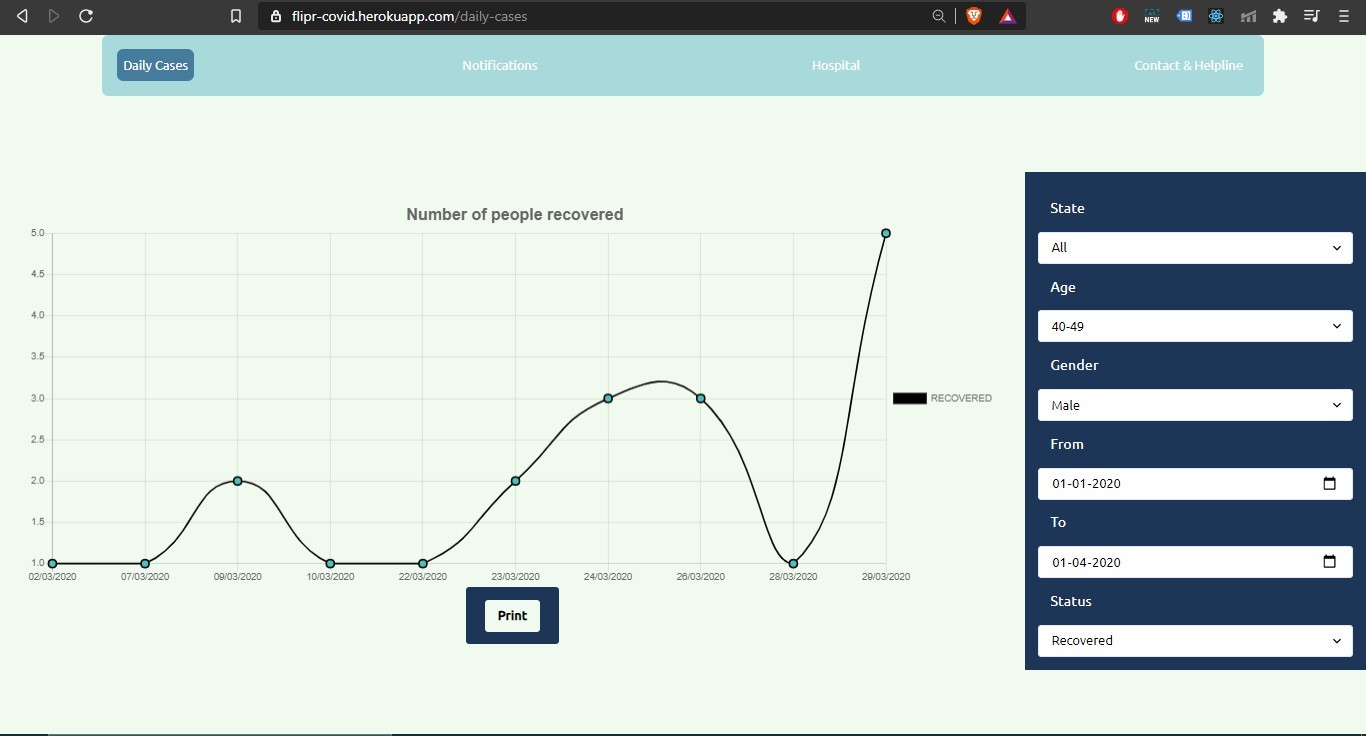 flipr-covid.herokuapp.com/daily-cases
NEW
Daily Cases
Notifications
Hospital
Contact & Helpline
Number of people recovered
5.0
4.5
4.0
3.5
3.0
2.5
2.0
1.5
1.0
02/03/2020 07/03/2020 09/03/2020 10/03/2020 22/03/2020 23/03/2020 24/03/2020 26/03/2020 28/03/2020 29/03/2020
RECOVERED
Print
State
All
Age
40-49
Gender
Male
From
01-01-2020
To
01-04-2020
Status
Recovered